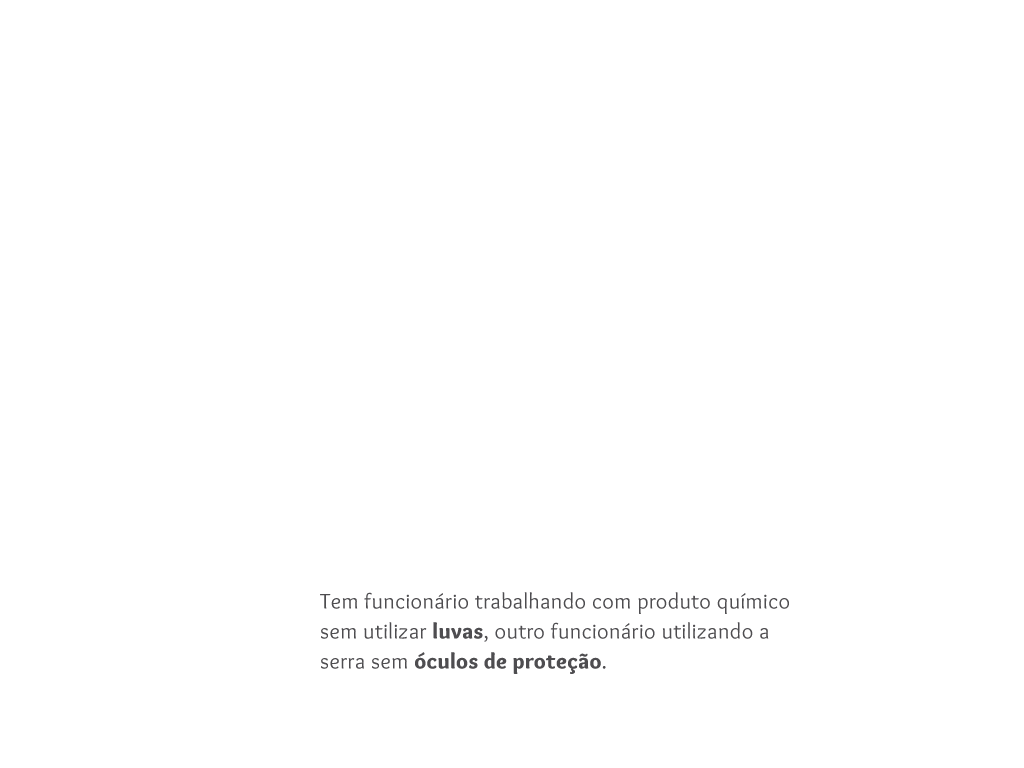 Tem funcionário trabalhando com produto químico
sem utilizar luvas, outro funcionário utilizando a
serra sem óculos de proteção.